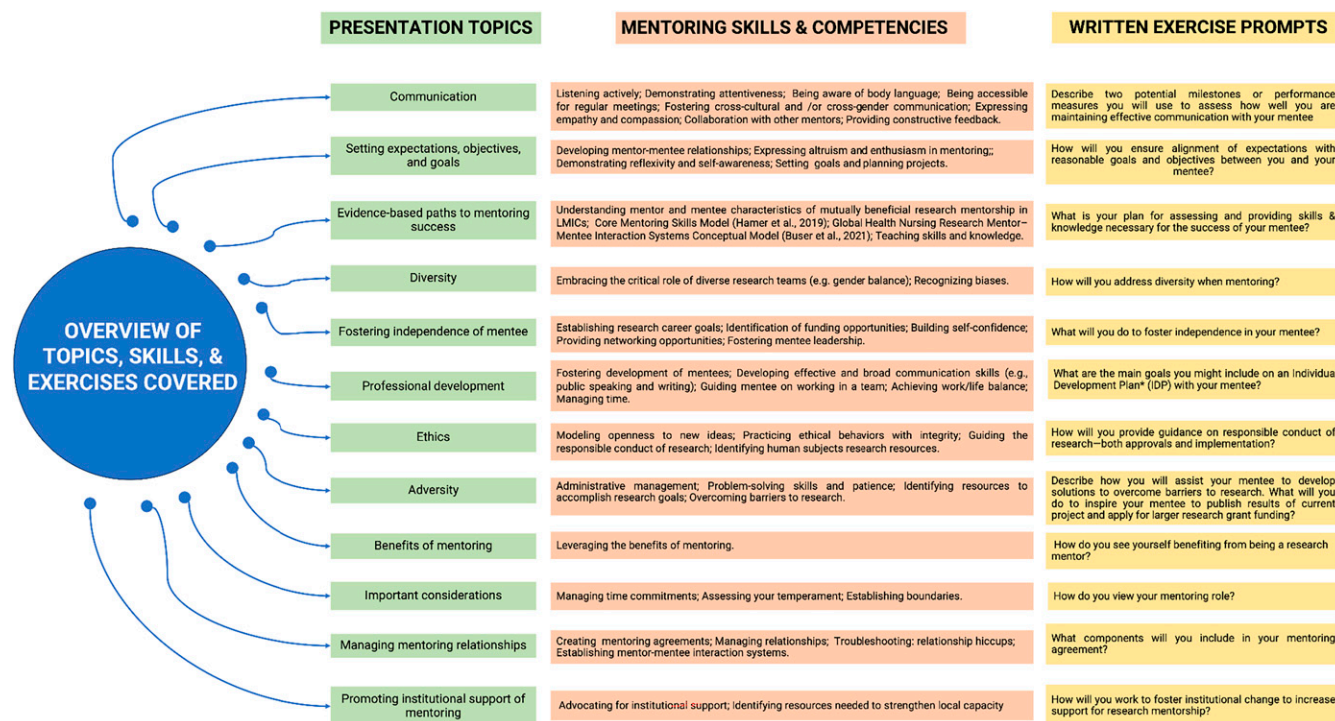 PRESENTATION TOPICS
MENTORING SKILLS & COMPETENCIES
WRITTEN EXERCISE PROMPTS
OVERVIEW OF
TOPICS, SKILLS, &
EXERCISES COVERED
Communication
Listening actively; Demonstrating attentiveness; Being aware of body language; Being accessible
for regular meetings; Fostering cross-cultural and /or cross-gender communication; Expressing
empathy and compassion; Collaboration with other mentors; Providing constructive feedback.
Describe two potential milestones or performance
measures you will use to assess how well you are
maintaining effective communication with your mentee
Setting expectations, objectives,
and goals
Developing mentor-mentee relationships; Expressing altruism and enthusiasm in mentoring;;
Demonstrating reflexivity and self-awareness; Setting goals and planning projects.
How will you ensure alignment of expectations with
reasonable goals and objectives between you and your
mentee?
Evidence-based paths to mentoring
success
Understanding mentor and mentee characteristics of mutually beneficial research mentorship in
LMICs; Core Mentoring Skills Model (Hamer et al., 2019); Global Health Nursing Research Mentor–
Mentee Interaction Systems Conceptual Model (Buser et al., 2021); Teaching skills and knowledge.
What is your plan for assessing and providing skills &
knowledge necessary for the success of your mentee?
Diversity
Embracing the critical role of diverse research teams (e.g. gender balance); Recognizing biases.
How will you address diversity when mentoring?
Fostering independence of mentee
Establishing research career goals; Identification of funding opportunities; Building self-confidence;
Providing networking opportunities; Fostering mentee leadership.
What will you do to foster independence in your mentee?
Professional development
Fostering development of mentees; Developing effective and broad communication skills (e.g.,
public speaking and writing); Guiding mentee on working in a team; Achieving work/life balance;
Managing time.
What are the main goals you might include on an Individua
Development Plan* (IDP) with your mentee?
Ethics
Modeling openness to new ideas; Practicing ethical behaviors with integrity; Guiding the
responsible conduct of research; Identifying human subjects research resources.
How will you provide guidance on responsible conduct of
research—both approvals and implementation?
Adversity
Administrative management; Problem-solving skills and patience; Identifying resources to
accomplish research goals; Overcoming barriers to research.
Describe how you will assist your mentee to develop
solutions to overcome barriers to research. What will you
do to inspire your mentee to publish results of current
project and apply for larger research grant funding?
Benefits of mentoring
Leveraging the benefits of mentoring.
How do you see yourself benefiting from being a research
mentor?
Important considerations
Managing time commitments; Assessing your temperament; Establishing boundaries.
How do you view your mentoring role?
Managing mentoring relationships
Creating mentoring agreements; Managing relationships; Troubleshooting: relationship hiccups;
Establishing mentor-mentee interaction systems.
What components will you include in your mentoring
agreement?
Promoting institutional support of
mentoring
Advocating for institutional support; Identifying resources needed to strengthen local capacity
How will you work to foster institutional change to increase
support for research mentorship?